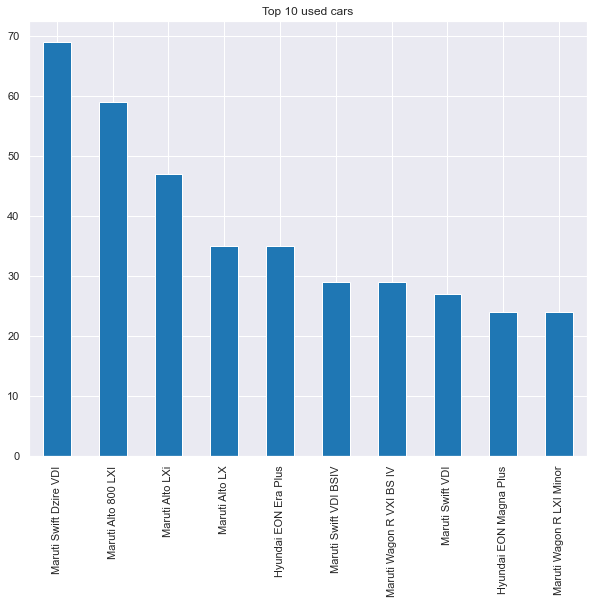 Top 10 used cars
70
60
50
40
30
20
10
0
Maruti Swift Dzire VDI
Maruti Alto 800 LXI
Maruti Alto LXi
Maruti Alto LX
Hyundai EON Era Plus
Maruti Swift VDI BSIV
Maruti Wagon R VXI BS IV
Maruti Swift VDI
Hyundai EON Magna Plus
Maruti Wagon R LXI Minor